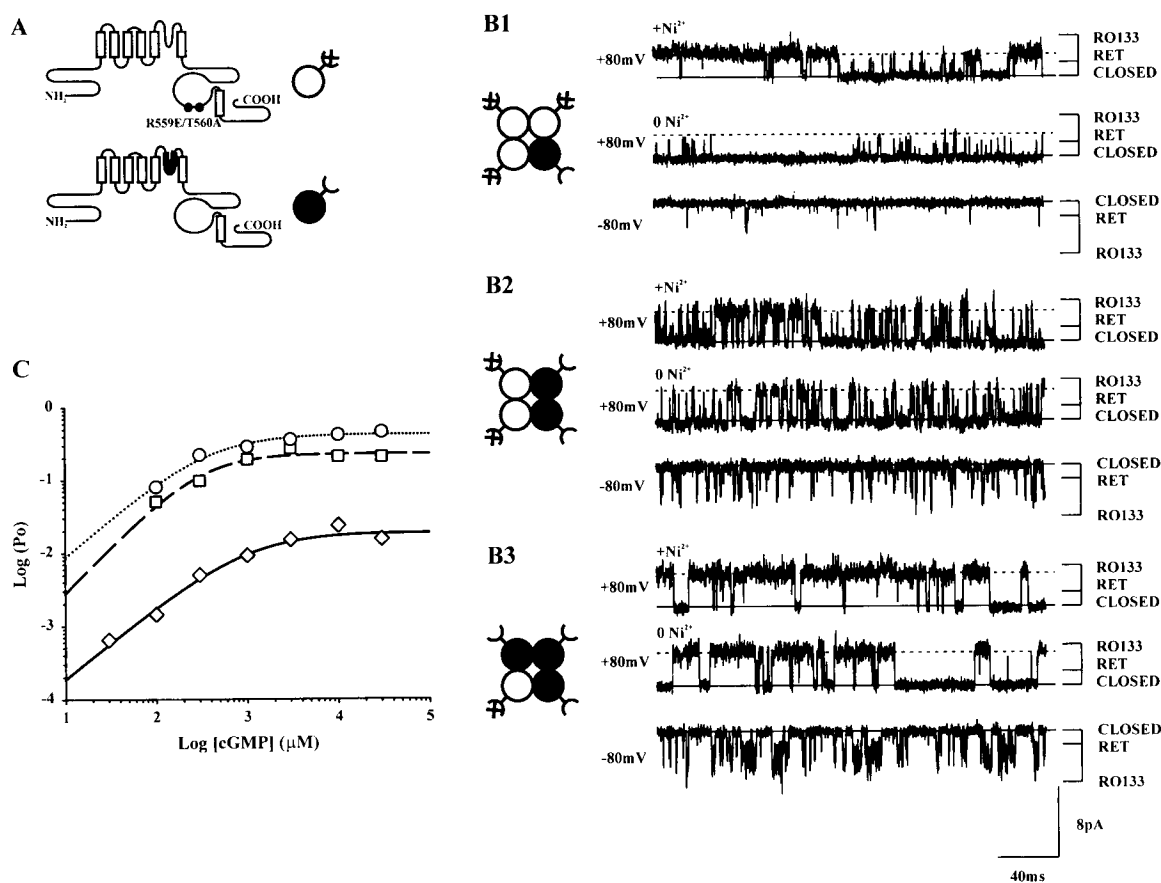 A
NH2
COOH
R559E/T560A
NH2
COOH
B1
+Ni2+
+80mV
RO133
RET
CLOSED
0 Ni2+
+80mV
RO133
RET
CLOSED
-80mV
CLOSED
RET
RO133
B2
+Ni2+
+80mV
RO133
RET
CLOSED
0 Ni2+
+80mV
RO133
RET
CLOSED
-80mV
CLOSED
RET
RO133
B3
+Ni2+
+80mV
RO133
RET
CLOSED
0 Ni2+
+80mV
RO133
RET
CLOSED
-80mV
CLOSED
RET
RO133
8pA
40ms
C
0
-1
-2
-3
-4
Log (Po)
1 2 3 4 5
Log [cGMP] (μM)